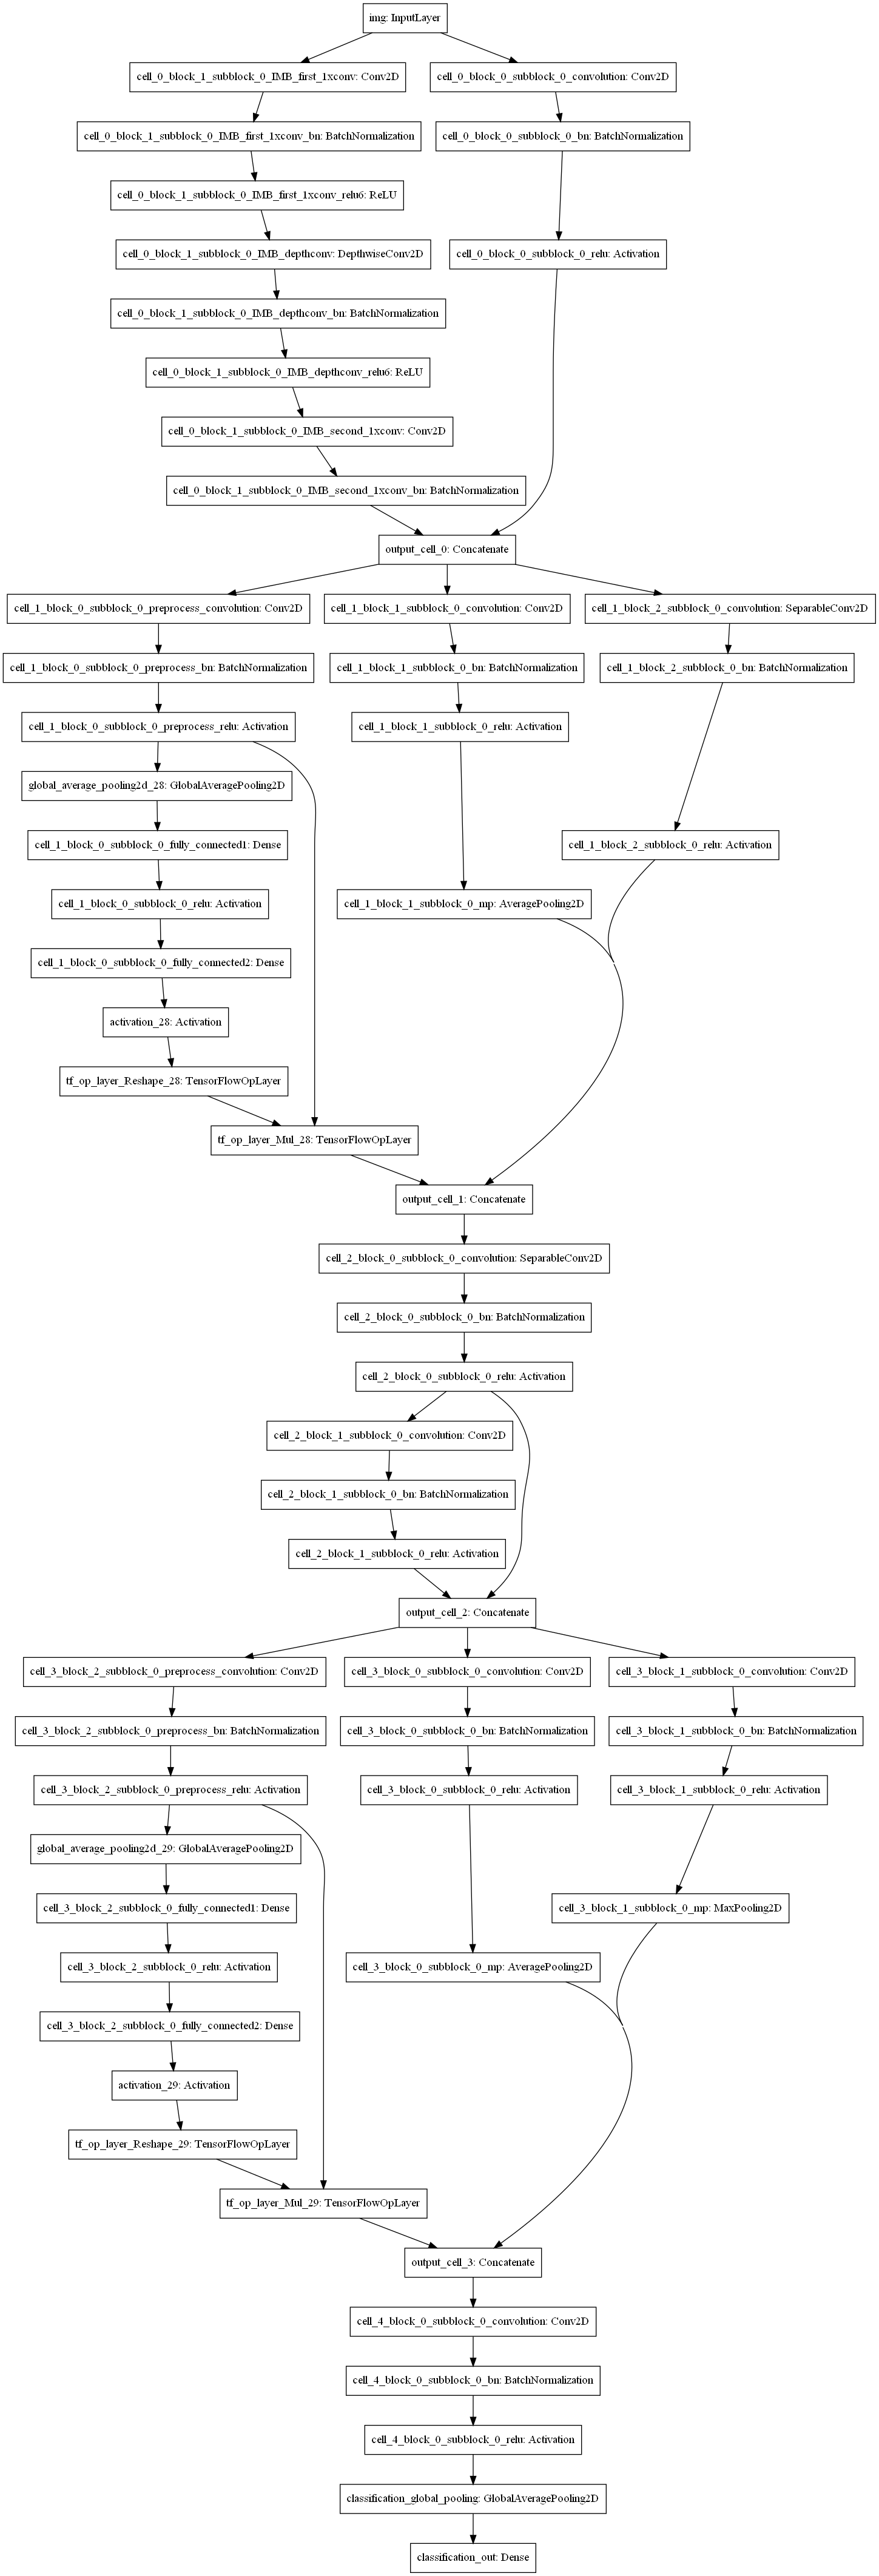 img: InputLayer
cell_0_block_1_subblock_0_IMB_first_1xconv: Conv2D
cell_0_block_0_subblock_0_convolution: Conv2D
cell_0_block_1_subblock_0_IMB_first_1xconv_bn: BatchNormalization
cell_0_block_0_subblock_0_bn: BatchNormalization
cell_0_block_1_subblock_0_IMB_first_1xconv_relu6: ReLU
cell_0_block_1_subblock_0_IMB_depthconv: DepthwiseConv2D
cell_0_block_0_subblock_0_relu: Activation
cell_0_block_1_subblock_0_IMB_depthconv_bn: BatchNormalization
cell_0_block_1_subblock_0_IMB_depthconv_relu6: ReLU
cell_0_block_1_subblock_0_IMB_second_1xconv: Conv2D
cell_0_block_1_subblock_0_IMB_second_1xconv_bn: BatchNormalization
output_cell_0: Concatenate
cell_1_block_0_subblock_0_preprocess_convolution: Conv2D
cell_1_block_1_subblock_0_convolution: Conv2D
cell_1_block_2_subblock_0_convolution: SeparableConv2D
cell_1_block_0_subblock_0_preprocess_bn: BatchNormalization
cell_1_block_1_subblock_0_bn: BatchNormalization
cell_1_block_2_subblock_0_bn: BatchNormalization
cell_1_block_0_subblock_0_preprocess_relu: Activation
cell_1_block_1_subblock_0_relu: Activation
global_average_pooling2d_28: GlobalAveragePooling2D
cell_1_block_0_subblock_0_fully_connected1: Dense
cell_1_block_2_subblock_0_relu: Activation
cell_1_block_0_subblock_0_relu: Activation
cell_1_block_1_subblock_0_mp: AveragePooling2D
cell_1_block_0_subblock_0_fully_connected2: Dense
activation_28: Activation
tf_op_layer_Reshape_28: TensorFlowOpLayer
tf_op_layer_Mul_28: TensorFlowOpLayer
output_cell_1: Concatenate
cell_2_block_0_subblock_0_convolution: SeparableConv2D
cell_2_block_0_subblock_0_bn: BatchNormalization
cell_2_block_0_subblock_0_relu: Activation
cell_2_block_1_subblock_0_convolution: Conv2D
cell_2_block_1_subblock_0_bn: BatchNormalization
cell_2_block_1_subblock_0_relu: Activation
output_cell_2: Concatenate
cell_3_block_2_subblock_0_preprocess_convolution: Conv2D
cell_3_block_0_subblock_0_convolution: Conv2D
cell_3_block_1_subblock_0_convolution: Conv2D
cell_3_block_2_subblock_0_preprocess_bn: BatchNormalization
cell_3_block_0_subblock_0_bn: BatchNormalization
cell_3_block_1_subblock_0_bn: BatchNormalization
cell_3_block_2_subblock_0_preprocess_relu: Activation
cell_3_block_0_subblock_0_relu: Activation
cell_3_block_1_subblock_0_relu: Activation
global_average_pooling2d_29: GlobalAveragePooling2D
cell_3_block_2_subblock_0_fully_connected1: Dense
cell_3_block_1_subblock_0_mp: MaxPooling2D
cell_3_block_2_subblock_0_relu: Activation
cell_3_block_0_subblock_0_mp: AveragePooling2D
cell_3_block_2_subblock_0_fully_connected2: Dense
activation_29: Activation
tf_op_layer_Reshape_29: TensorFlowOpLayer
tf_op_layer_Mul_29: TensorFlowOpLayer
output_cell_3: Concatenate
cell_4_block_0_subblock_0_convolution: Conv2D
cell_4_block_0_subblock_0_bn: BatchNormalization
cell_4_block_0_subblock_0_relu: Activation
classification_global_pooling: GlobalAveragePooling2D
classification_out: Dense